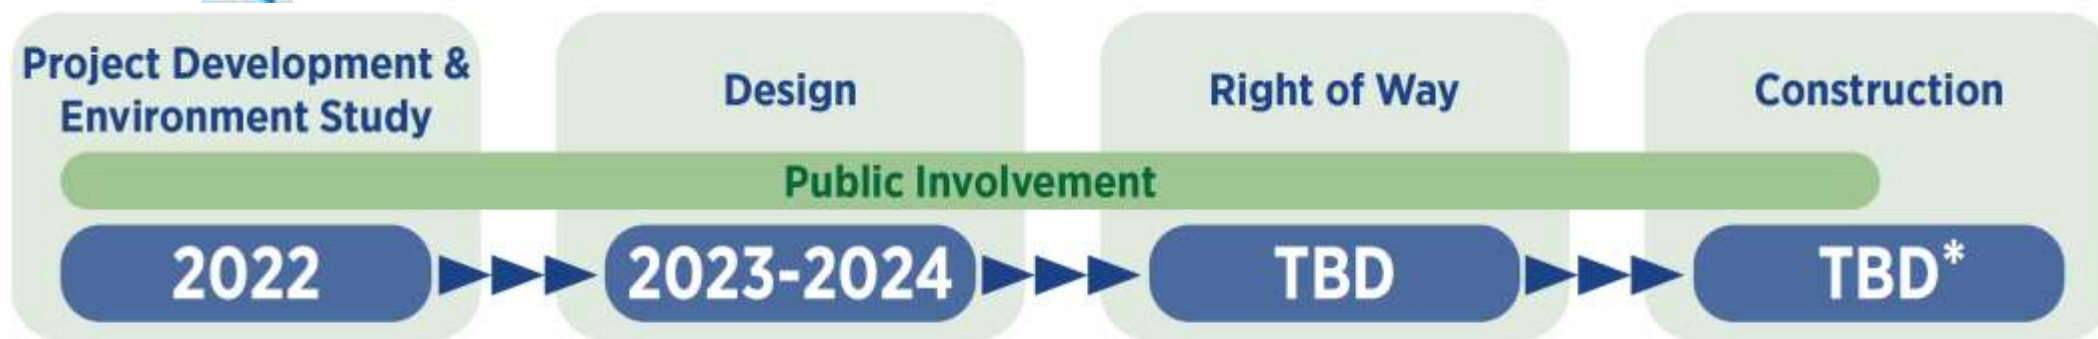 Project Development &
Environment Study
Design
Right of Way
Construction
Public Involvement
2022
2023-2024
TBD
TBD*